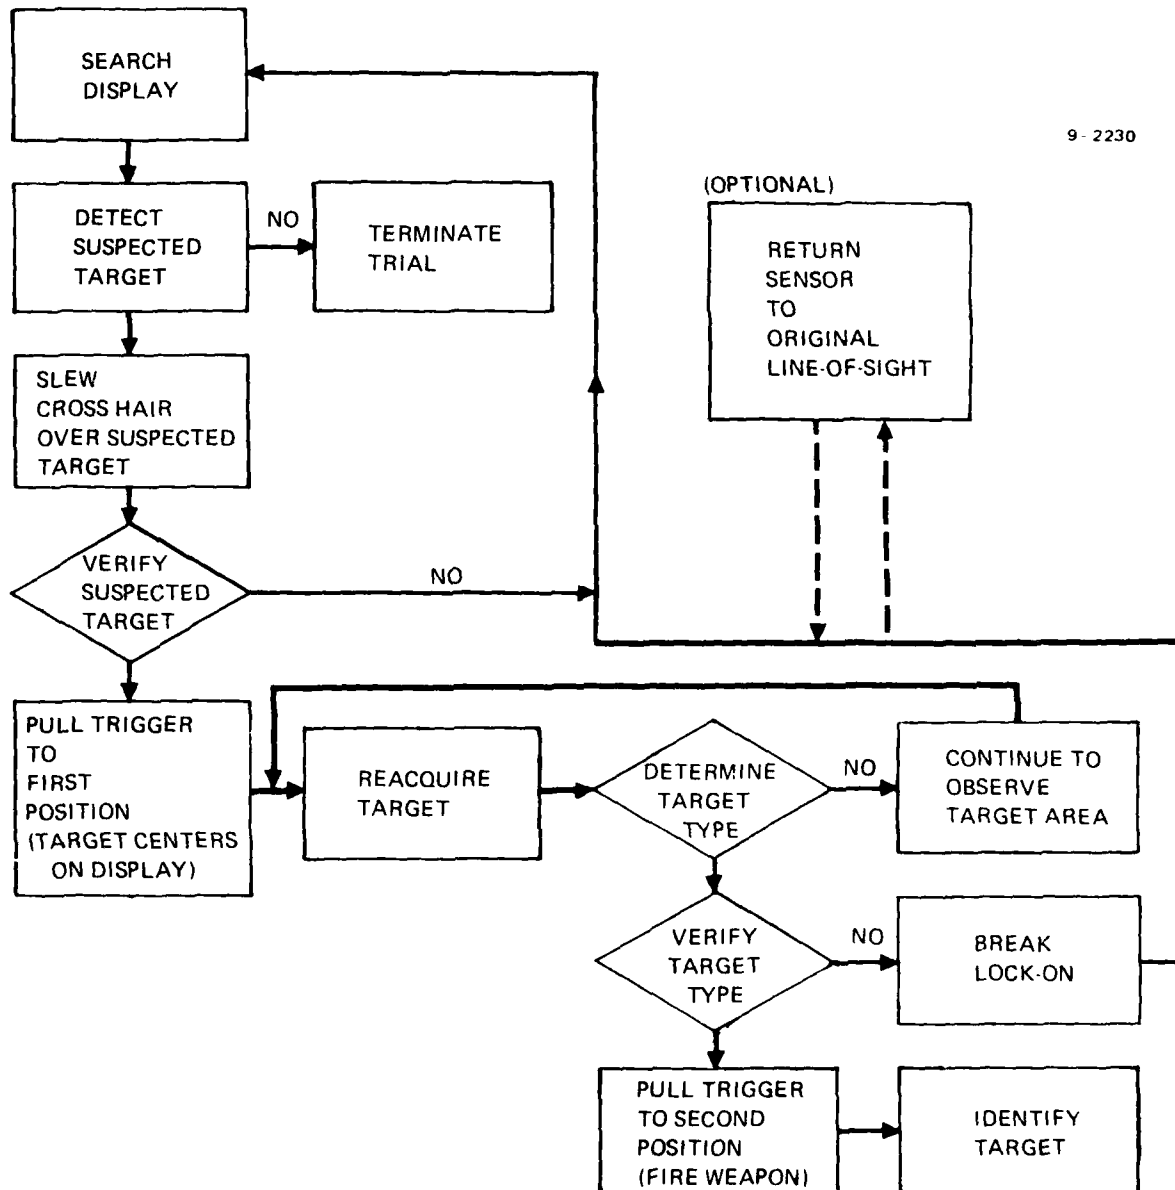 SEARCH
DISPLAY
9-2230
(OPTIONAL)
DETECT
SUSPECTED
TARGET
NO
TERMINATE
TRIAL
RETURN
SENSOR
TO
ORIGINAL
LINE-OF-SIGHT
SLEW
CROSS HAIR
OVER SUSPECTED
TARGET
VERIFY
SUSPECTED
TARGET
NO
PULL TRIGGER
TO
FIRST
POSITION
(TARGET CENTERS
ON DISPLAY)
REACQUIRE
TARGET
DETERMINE
TARGET
TYPE
NO
CONTINUE TO
OBSERVE
TARGET AREA
VERIFY
TARGET
TYPE
NO
BREAK
LOCK-ON
PULL TRIGGER
TO SECOND
POSITION
(FIRE WEAPON)
IDENTIFY
TARGET